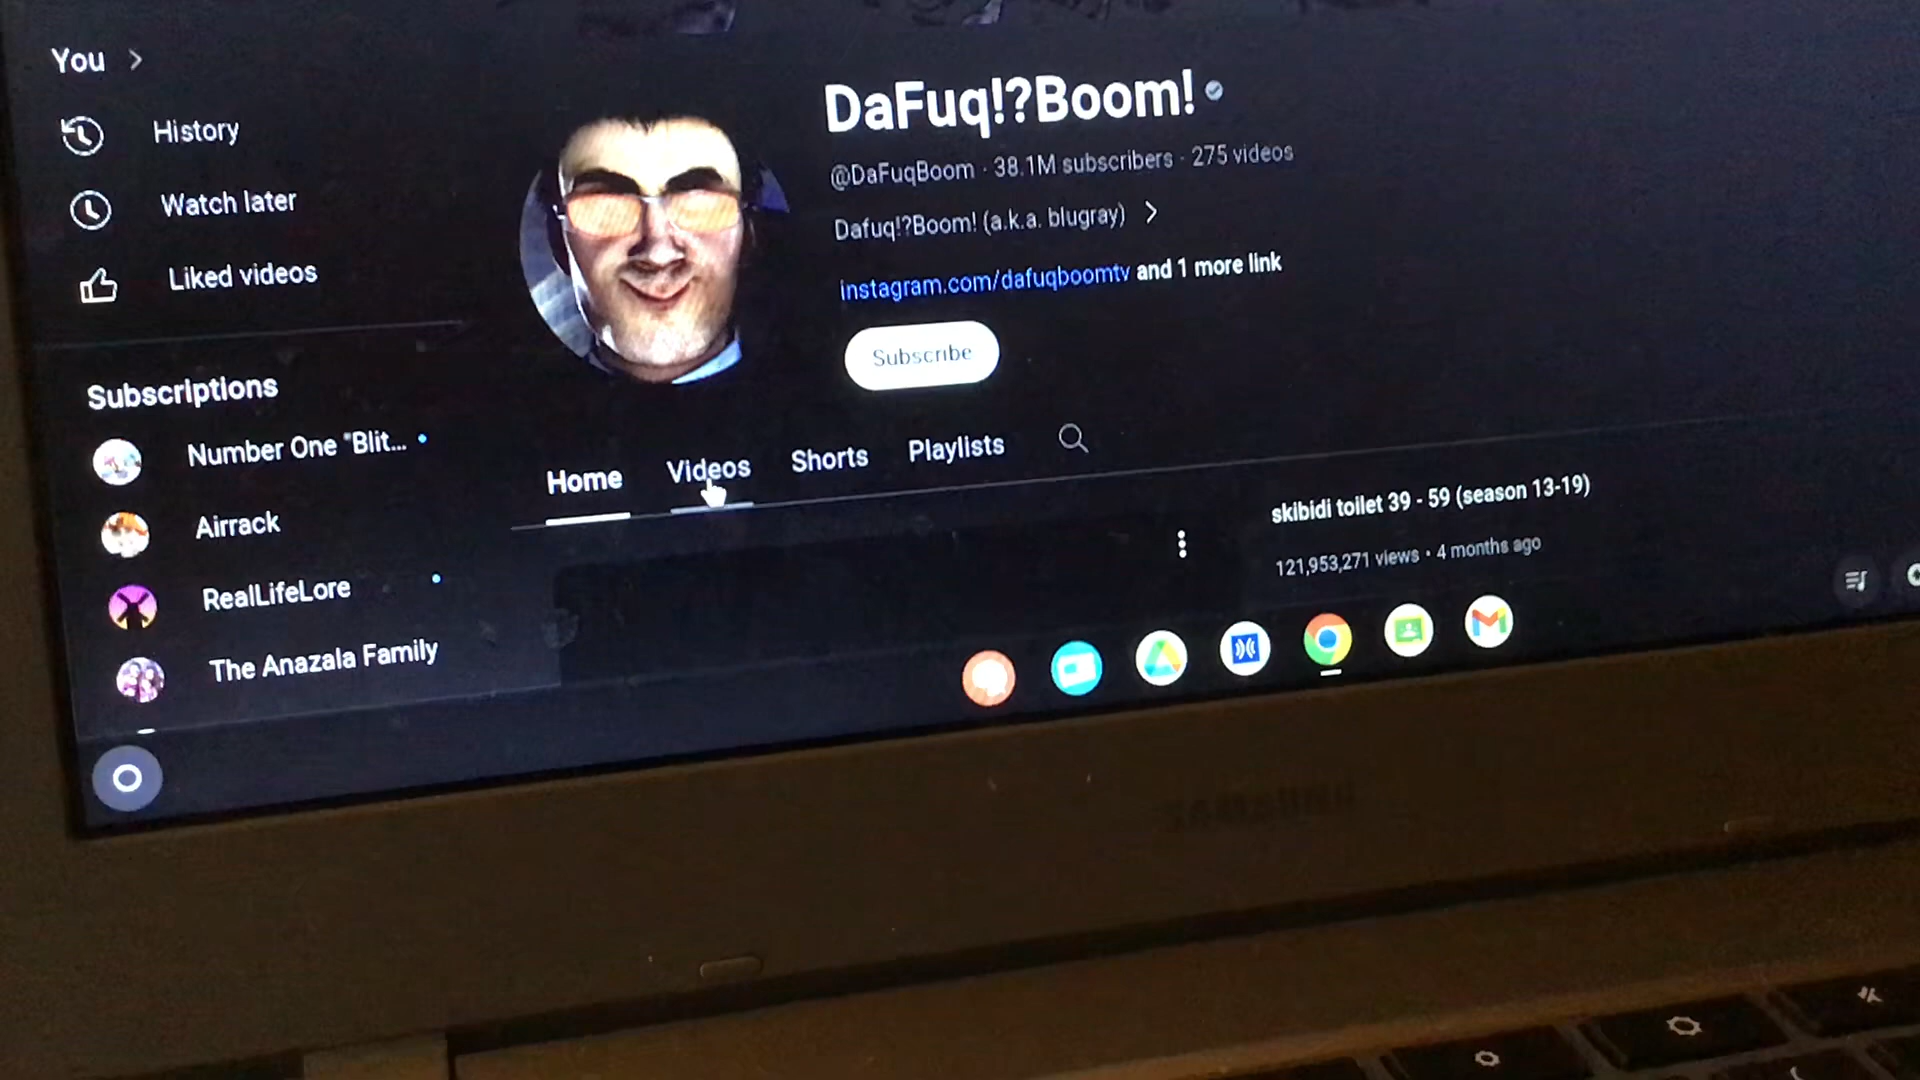 You
History
Watch later
Liked videos
Subscriptions
Number One "Blit...
Airrack
RealLifeLore
The Anazala Family
DaFuq!?Boom!
@DaFuqBoom · 38.1M subscribers · 275 videos
Dafuq!?Boom! (a.k.a. blugray)
instagram.com/dafuqboomtv and 1 more link
Subscribe
Home Videos Shorts Playlists
skibidi toilet 39 - 59 (season 13-19)
121,953,271 views • 4 months ago
SAMSUNG